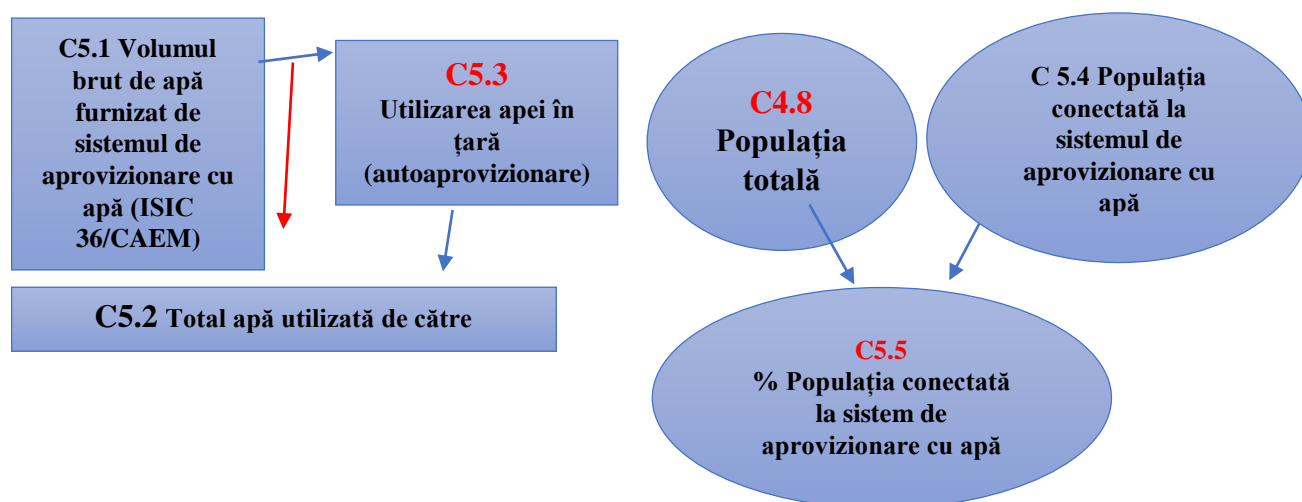 C5.1 Volumul
brut de apă
furnizat de
sistemul de
aprovizionare cu
apă (ISIC
36/CAEM)
C5.3
Utilizarea apei în
țară
(autoaprovizionare)
C5.2 Total apă utilizată de către
C4.8
Populația
totală
C 5.4 Populația
conectată la
sistemul de
aprovizionare cu
apă
C5.5
% Populația conectată
la sistem de
aprovizionare cu apă